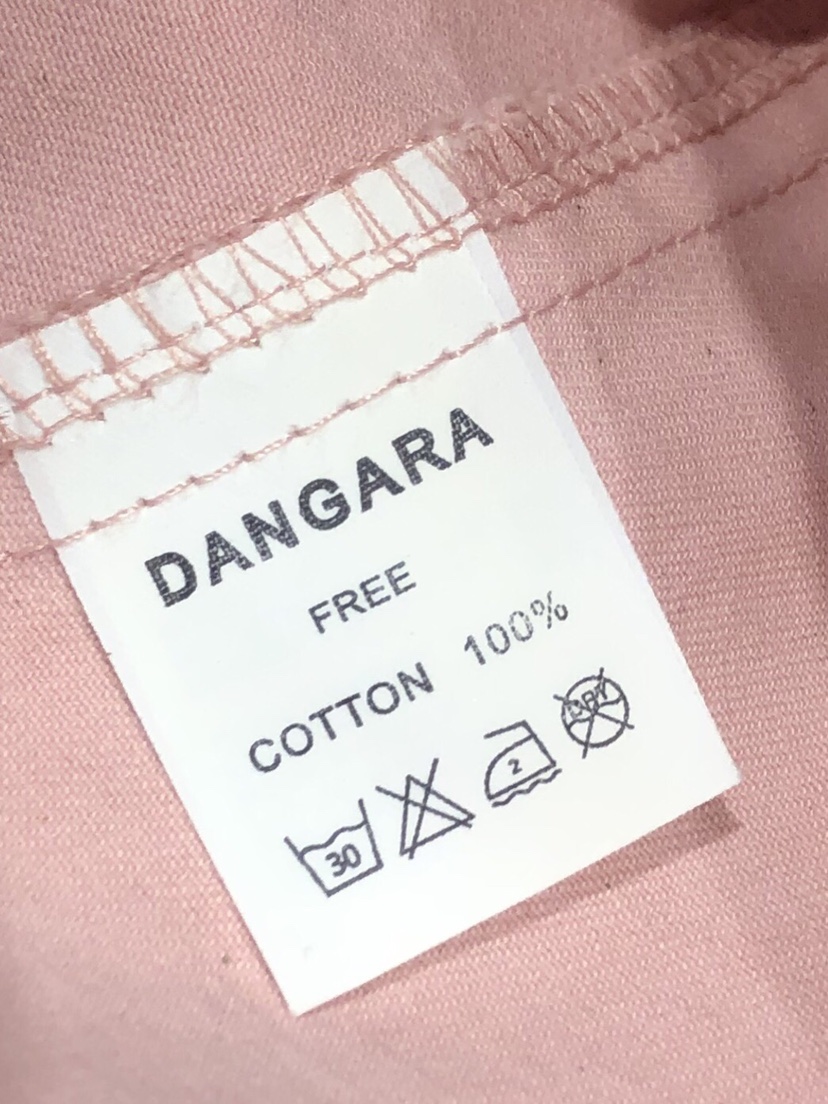 DANGARA
FREE
COTTON 100%
30 2 DRY